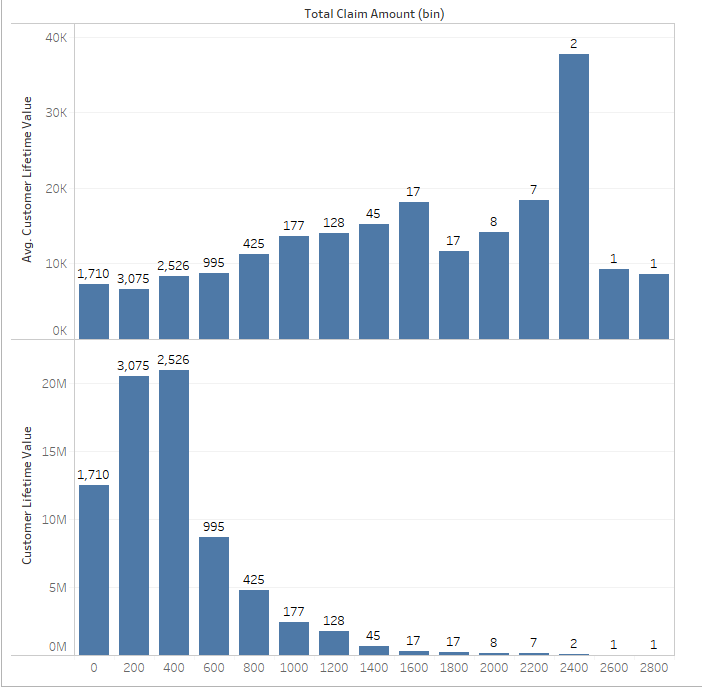 Total Claim Amount (bin)
Avg. Customer Lifetime Value
40K
30K
20K
10K
0K
1,710 3,075 2,526 995 425 177 128 45 17 17 8 7 2 1 1
Customer Lifetime Value
20M
15M
10M
5M
0M
1,710 3,075 2,526 995 425 177 128 45 17 17 8 7 2 1 1
0 200 400 600 800 1000 1200 1400 1600 1800 2000 2200 2400 2600 2800